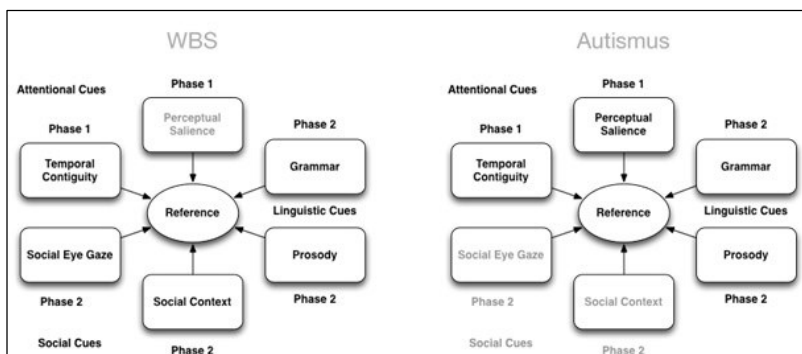 WBS
Phase 1
Attentional Cues
Perceptual
Salience
Phase 1
Phase 2
Temporal
Contiguity
Grammar
Reference
Linguistic Cues
Social Eye Gaze
Prosody
Phase 2
Social Context
Phase 2
Social Cues
Phase 2
Autismus
Phase 1
Attentional Cues
Perceptual
Salience
Phase 1
Phase 2
Temporal
Contiguity
Grammar
Reference
Linguistic Cues
Social Eye Gaze
Prosody
Phase 2
Social Context
Phase 2
Social Cues
Phase 2